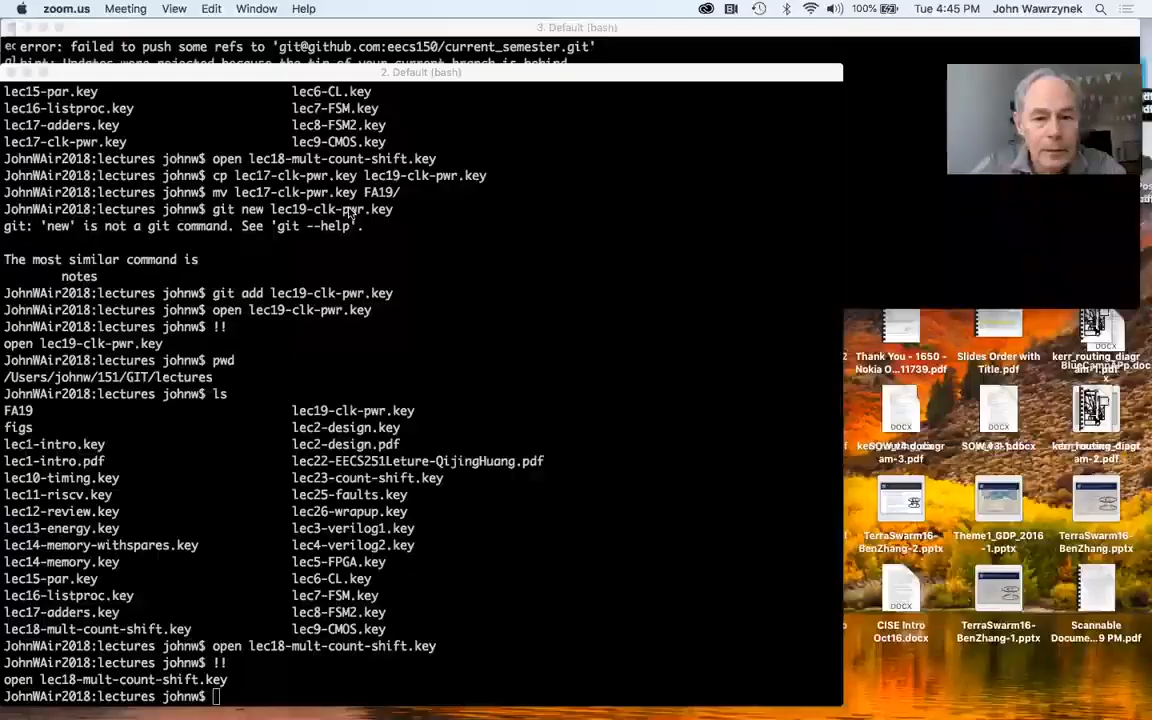 zoom.us Meeting View Edit Window Help 100% Tue 4:45 PM John Wawrzynek
3. Default (bash)
error: failed to push some refs to 'git@github.com:eecs150/current_semester.git'
2. Default (bash)
lec15-par.key lec6-CL.key
lec16-listproc.key lec7-FSM.key
lec17-adders.key lec8-FSM2.key
lec17-clk-pwr.key lec9-CMOS.key
JohnWAir2018:lectures johnw$ open lec18-mult-count-shift.key
JohnWAir2018:lectures johnw$ cp lec17-clk-pwr.key lec19-clk-pwr.key
JohnWAir2018:lectures johnw$ mv lec17-clk-pwr.key FA19/
JohnWAir2018:lectures johnw$ git new lec19-clk-pwr.key
git: 'new' is not a git command. See 'git --help'.
The most similar command is
notes
JohnWAir2018:lectures johnw$ git add lec19-clk-pwr.key
JohnWAir2018:lectures johnw$ open lec19-clk-pwr.key
JohnWAir2018:lectures johnw$ !!
open lec19-clk-pwr.key
JohnWAir2018:lectures johnw$ pwd
/Users/johnw/151/GIT/lectures
JohnWAir2018:lectures johnw$ ls
FA19 lec19-clk-pwr.key
figs lec2-design.key
lec1-intro.key lec2-design.pdf
lec1-intro.pdf lec22-EECS251Leture-QijingHuang.pdf
lec10-timing.key lec23-count-shift.key
lec11-riscv.key lec25-faults.key
lec12-review.key lec26-wrapup.key
lec13-energy.key lec3-verilog1.key
lec14-memory-withspares.key lec4-verilog2.key
lec14-memory.key lec5-FPGA.key
lec15-par.key lec6-CL.key
lec16-listproc.key lec7-FSM.key
lec17-adders.key lec8-FSM2.key
lec18-mult-count-shift.key lec9-CMOS.key
JohnWAir2018:lectures johnw$ open lec18-mult-count-shift.key
JohnWAir2018:lectures johnw$ !!
open lec18-mult-count-shift.key
JohnWAir2018:lectures johnw$
Thank You - 1650 -
Nokia O...11739.pdf
Slides Order with
Title.pdf
kerr_routing_diagr
DOCX
DOCX
TerraSwarm16-
BenZhang-2.pptx
Theme1_GDP_2016
-1.pptx
TerraSwarm16-
BenZhang.pptx
DOCX
CISE Intro
Oct16.docx
TerraSwarm16-
BenZhang-1.pptx
Scannable
Docume...9 PM.pdf